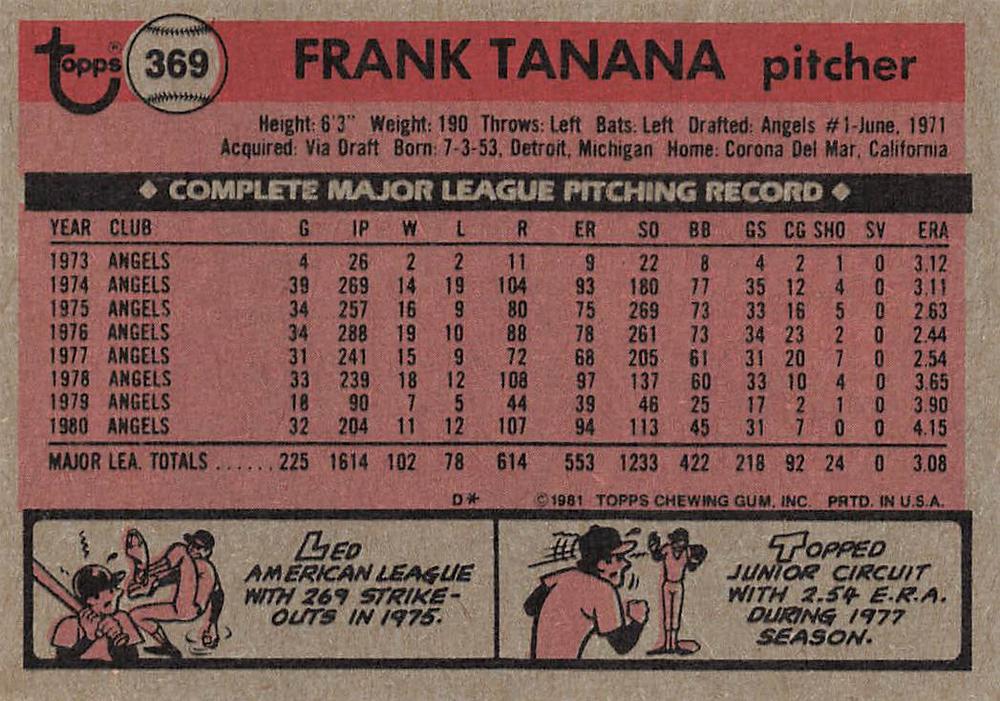 topps® 369 FRANK TANANA pitcher
Height: 6'3" Weight: 190 Throws: Left Bats: Left Drafted: Angels #1-June, 1971
Acquired: Via Draft Born: 7-3-53, Detroit, Michigan Home: Corona Del Mar, California
◆ COMPLETE MAJOR LEAGUE PITCHING RECORD ◆
YEAR CLUB G IP W L R ER SO BB GS CG SHO SV ERA
1973 ANGELS 4 26 2 2 11 9 22 8 4 2 1 0 3.12
1974 ANGELS 39 269 14 19 104 93 180 77 35 12 4 0 3.11
1975 ANGELS 34 257 16 9 80 75 269 73 33 16 5 0 2.63
1976 ANGELS 34 288 19 10 88 78 261 73 34 23 2 0 2.44
1977 ANGELS 31 241 15 9 72 68 205 61 31 20 7 0 2.54
1978 ANGELS 33 239 18 12 108 97 137 60 33 10 4 0 3.65
1979 ANGELS 18 90 7 5 44 39 46 25 17 2 1 0 3.90
1980 ANGELS 32 204 11 12 107 94 113 45 31 7 0 0 4.15
MAJOR LEA. TOTALS ...... 225 1614 102 78 614 553 1233 422 218 92 24 0 3.08
D* ©1981 TOPPS CHEWING GUM, INC. PRTD. IN U.S.A.
LED
AMERICAN LEAGUE
WITH 269 STRIKE-
OUTS IN 1975.
TOPPED
JUNIOR CIRCUIT
WITH 2.54 E.R.A.
DURING 1977
SEASON.